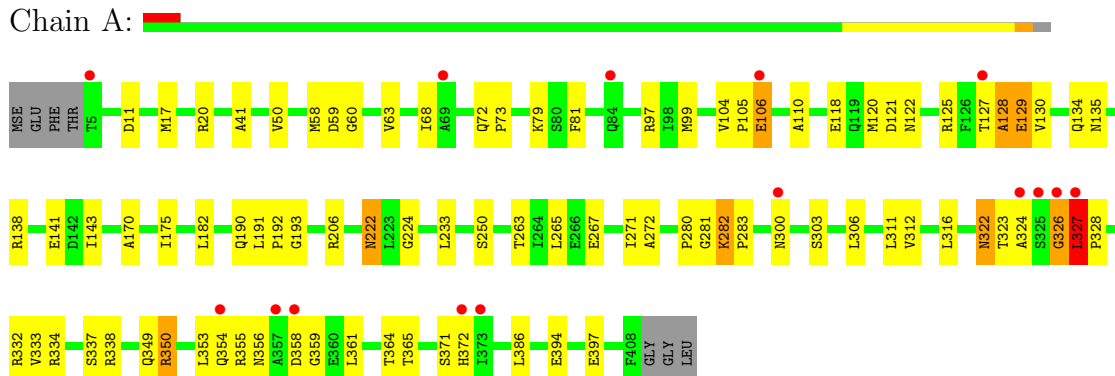 Chain A:
MSE GLU PHE THR T5 D11 M17 R20 A41 V50 M58 D59 G60 V63 I68 A69 Q72 P73 K79 S80 F81 Q84 R97 I98 M99 V104 P105 E106 A110 E118 Q119 M120 D121 N122 R125 F126 T127 A128 E129 V130 Q134 N135
R138 E141 D142 I143 A170 I175 L182 Q190 L191 P192 G193 R206 N222 L223 G224 L233 S250 T263 I264 L265 E266 E267 I271 A272 P280 G281 K282 P283 N300 S303 L306 L311 V312 L316 N322 T323 A324 S325 G326 L327 P328
R332 V333 R334 S337 R338 Q349 R350 L353 Q354 R355 N356 A357 D358 G359 E360 L361 T364 T365 S371 H372 I373 L386 E394 E397 F408 GLY GLY LEU